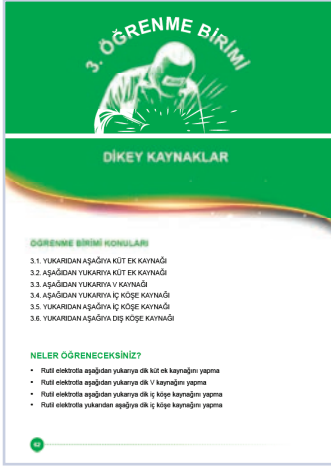 3. ÖĞRENME BİRİMİ
DİKEY KAYNAKLAR
ÖĞRENME BİRİMİ KONULARI
3.1. YUKARIDAN AŞAĞIYA KÜT EK KAYNAĞI
3.2. AŞAĞIDAN YUKARIYA KÜT EK KAYNAĞI
3.3. AŞAĞIDAN YUKARIYA V KAYNAĞI
3.4. AŞAĞIDAN YUKARIYA İÇ KÖŞE KAYNAĞI
3.5. YUKARIDAN AŞAĞIYA İÇ KÖŞE KAYNAĞI
3.6. YUKARIDAN AŞAĞIYA DIŞ KÖŞE KAYNAĞI
NELER ÖĞRENECEKSİNİZ?
• Rutil elektrotla aşağıdan yukarıya dik küt ek kaynağını yapma
• Rutil elektrotla aşağıdan yukarıya dik V kaynağını yapma
• Rutil elektrotla aşağıdan yukarıya dik iç köşe kaynağını yapma
• Rutil elektrotla yukarıdan aşağıya dik iç köşe kaynağını yapma
62